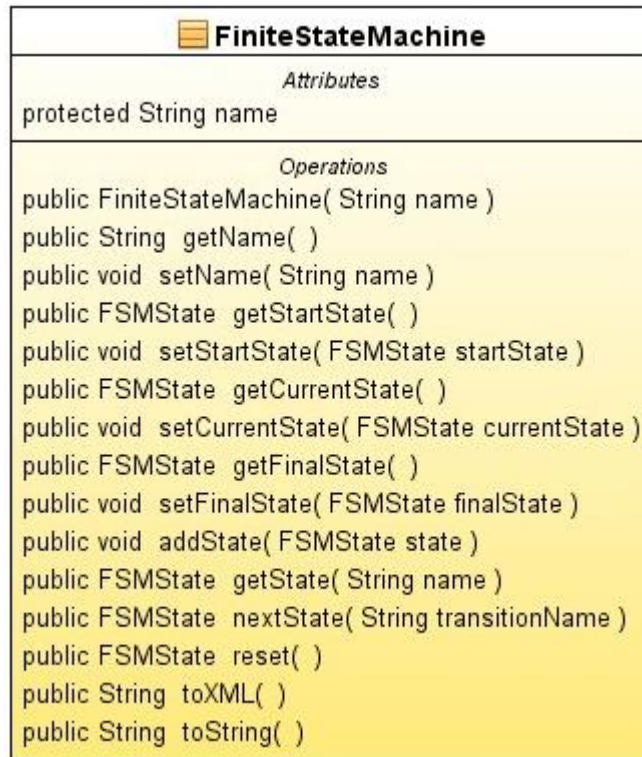 FiniteStateMachine
Attributes
protected String name
Operations
public FiniteStateMachine( String name )
public String getName( )
public void setName( String name )
public FSMState getStartState( )
public void setStartState( FSMState startState )
public FSMState getCurrentState( )
public void setCurrentState( FSMState currentState )
public FSMState getFinalState( )
public void setFinalState( FSMState finalState )
public void addState( FSMState state )
public FSMState getState( String name )
public FSMState nextState( String transitionName )
public FSMState reset( )
public String toXML( )
public String toString( )